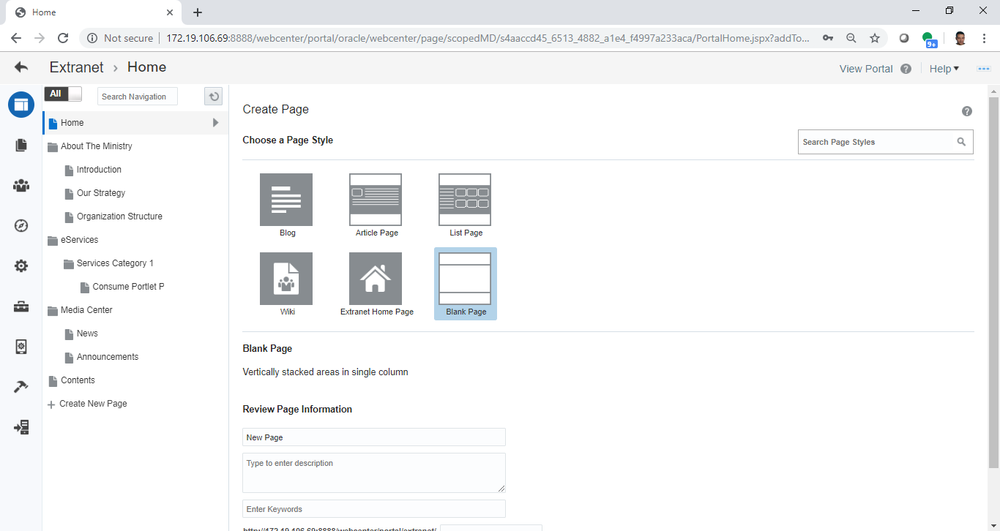 Home
Not secure 172.19.106.69:8888/webcenter/portal/oracle/webcenter/page/scopedMD/s4aaccd45_6513_4882_a1e4_f4997a233aca/PortalHome.jspx?addTo...
9+
Extranet › Home
View Portal ? Help
All
Search Navigation
Home
About The Ministry
Introduction
Our Strategy
Organization Structure
eServices
Services Category 1
Consume Portlet P
Media Center
News
Announcements
Contents
Create New Page
Create Page
?
Choose a Page Style
Search Page Styles
Blog
Article Page
List Page
Wiki
Extranet Home Page
Blank Page
Blank Page
Vertically stacked areas in single column
Review Page Information
New Page
Type to enter description
Enter Keywords
http://172.19.106.69:8888/webcenter/portal/extranet/